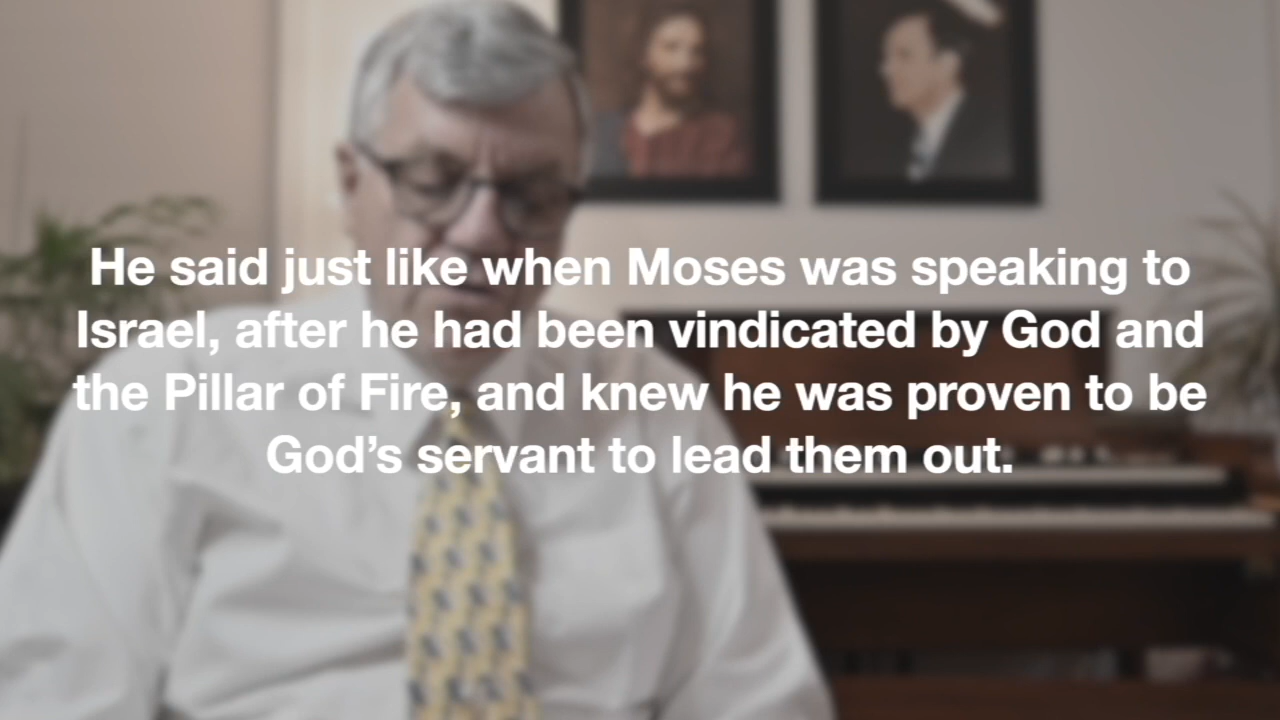 He said just like when Moses was speaking to
Israel, after he had been vindicated by God and
the Pillar of Fire, and knew he was proven to be
God’s servant to lead them out.